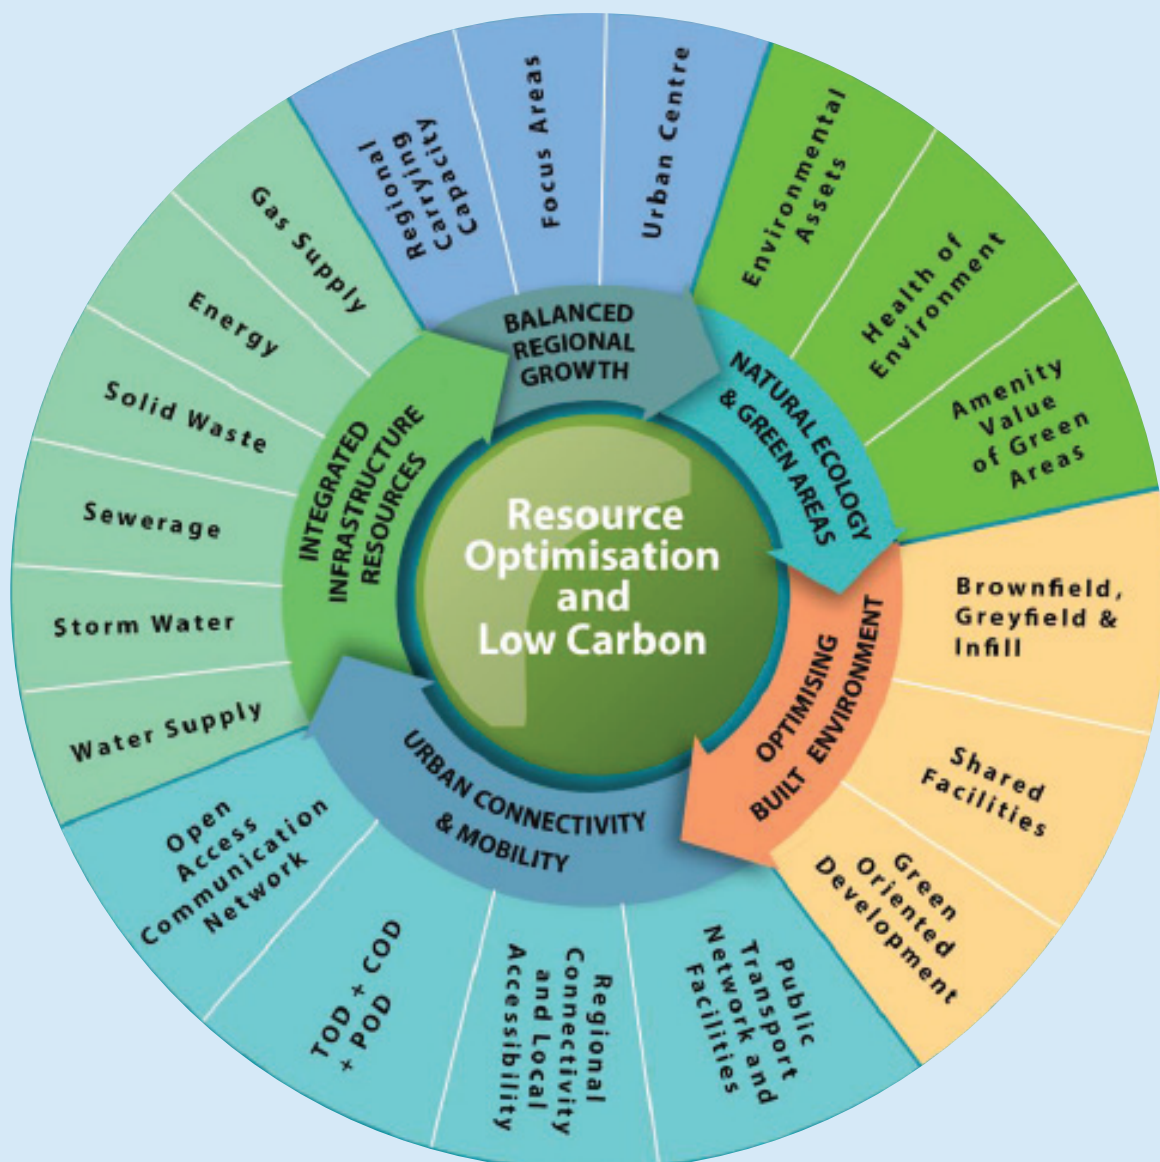 Resource
Optimisation
and
Low Carbon
BALANCED
REGIONAL
GROWTH
NATURAL ECOLOGY
& GREEN AREAS
OPTIMISING
BUILT ENVIRONMENT
URBAN CONNECTIVITY
& MOBILITY
INTEGRATED
INFRASTRUCTURE
RESOURCES
Regional
Carrying
Capacity
Focus Areas
Urban Centre
Environmental
Assets
Health of
Environment
Amenity
Value
of Green
Areas
Brownfield,
Greyfield &
Infill
Shared
Facilities
Green
Oriented
Development
Public
Transport
Network and
Facilities
Regional
Connectivity
and Local
Accessibility
TOD + COD
+ POD
Open
Access
Communication
Network
Water Supply
Storm Water
Sewerage
Solid Waste
Energy
Gas Supply